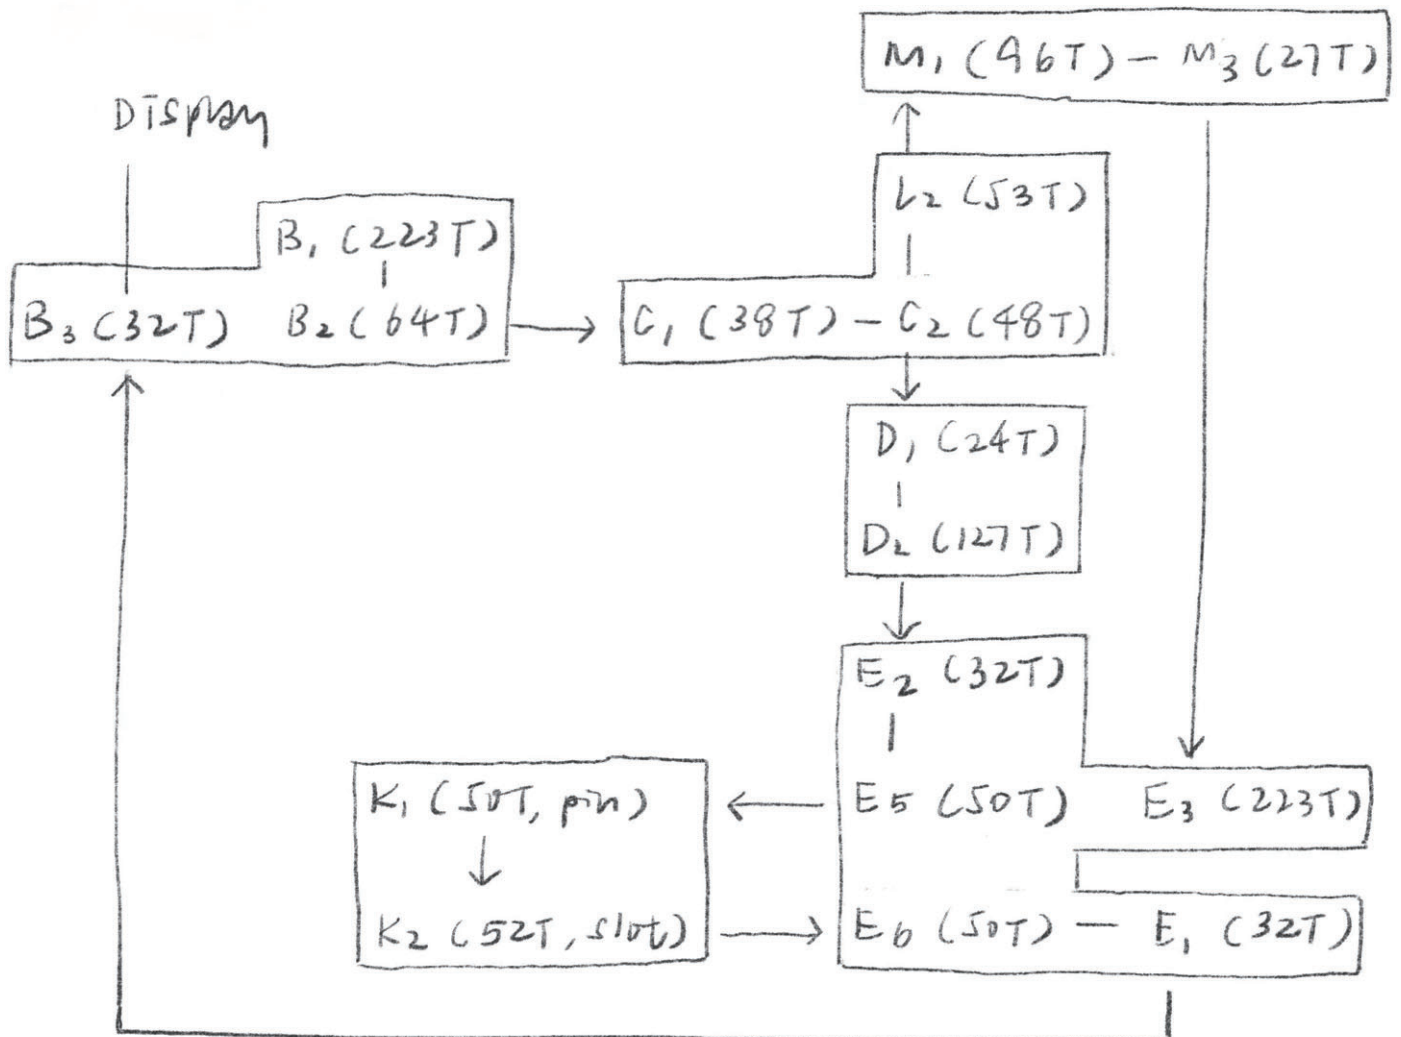 M1 (96T) - M3 (27T)
Display
L2 (53T)
B1 (223T)
B3 (32T) B2 (64T)
C1 (38T) - C2 (48T)
D1 (24T)
D2 (127T)
E2 (32T)
K1 (50T, pin)
E5 (50T) E3 (223T)
K2 (52T, slot)
E6 (50T) - E1 (32T)